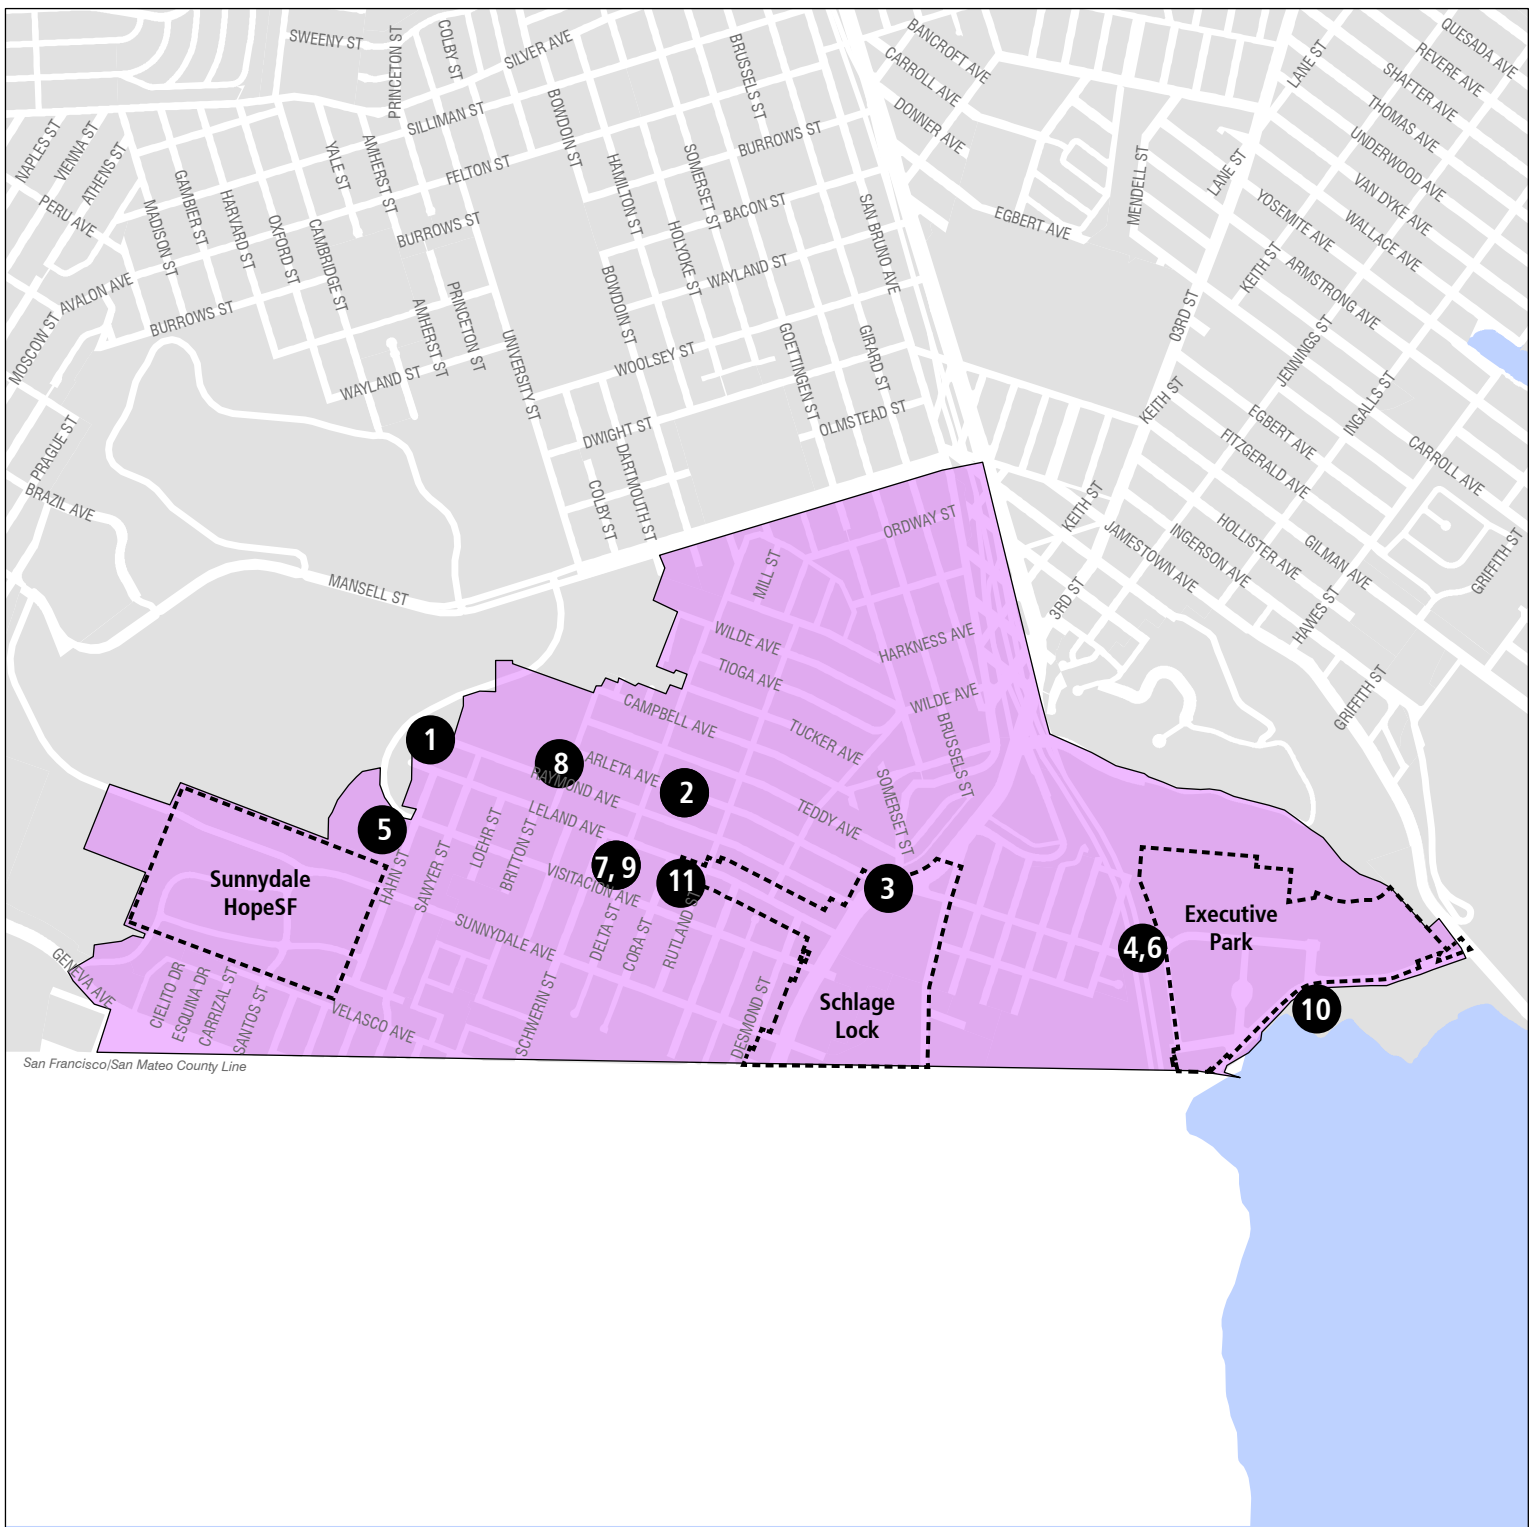 SWEENY ST
PRINCETON ST
COLBY ST
SILVER AVE
BRUSSELS ST
BANCROFT AVE
CARROLL AVE
DONNER AVE
LANE ST
QUESADA AVE
REVERE AVE
SHAFTER AVE
THOMAS AVE
UNDERWOOD AVE
VAN DYKE AVE
WALLACE AVE
YOSEMITE AVE
ARMSTRONG AVE
NAPLES ST
VIENNA ST
ATHENS ST
PERU AVE
YALE ST
AMHERST ST
SILLIMAN ST
FELTON ST
BOWDOIN ST
HAMILTON ST
SOMERSET ST
BURROWS ST
BACON ST
SAN BRUNO AVE
EGBERT AVE
MENDELL ST
LANE ST
GAMBIER ST
MADISON ST
HARVARD ST
OXFORD ST
CAMBRIDGE ST
BURROWS ST
HOLYOKE ST
WAYLAND ST
KEITH ST
AVALON AVE
BURROWS ST
MOSCOW ST
AMHERST ST
PRINCETON ST
UNIVERSITY ST
BOWDOIN ST
WOOLSEY ST
GOETTINGEN ST
GIRARD ST
03RD ST
JENNINGS ST
INGALLS ST
KEITH ST
WAYLAND ST
DWIGHT ST
OLMSTEAD ST
EGBERT AVE
FITZGERALD AVE
CARROLL AVE
PRAGUE ST
BRAZIL AVE
COLBY ST
DARTMOUTH ST
ORDWAY ST
KEITH ST
JAMESTOWN AVE
INGERSON AVE
HOLLISTER AVE
GILMAN AVE
GRIFFITH ST
MANSELL ST
MILL ST
3RD ST
HAWES ST
WILDE AVE
TIOGA AVE
HARKNESS AVE
WILDE AVE
GRIFFITH ST
CAMPBELL AVE
TUCKER AVE
BRUSSELS ST
1
8
ARLETA AVE
RAYMOND AVE
2
LELAND AVE
TEDDY AVE
SOMERSET ST
5
LOEHR ST
BRITTON ST
HAHN ST
SAWYER ST
7, 9
VISITACION AVE
11
3
Sunnydale
HopeSF
SUNNYDALE AVE
DELTA ST
CORA ST
RUTLAND ST
4,6
Executive
Park
GENEVA AVE
CIELITO DR
ESQUINA DR
CARRIZAL ST
SANTOS ST
VELASCO AVE
SCHWERIN ST
DESMOND ST
Schlage
Lock
10
San Francisco/San Mateo County Line